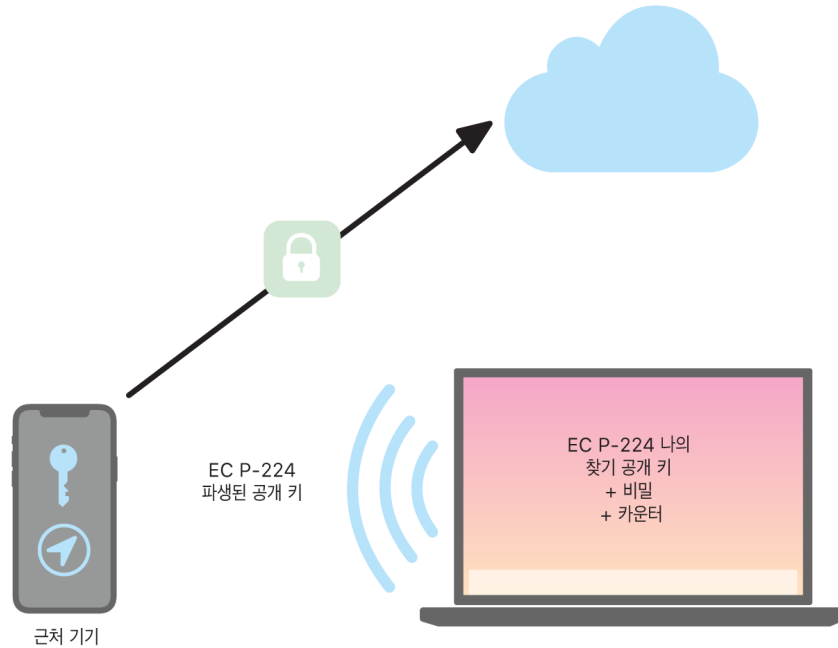 EC P-224
파생된 공개 키
EC P-224 나의
찾기 공개 키
+ 비밀
+ 카운터
근처 기기